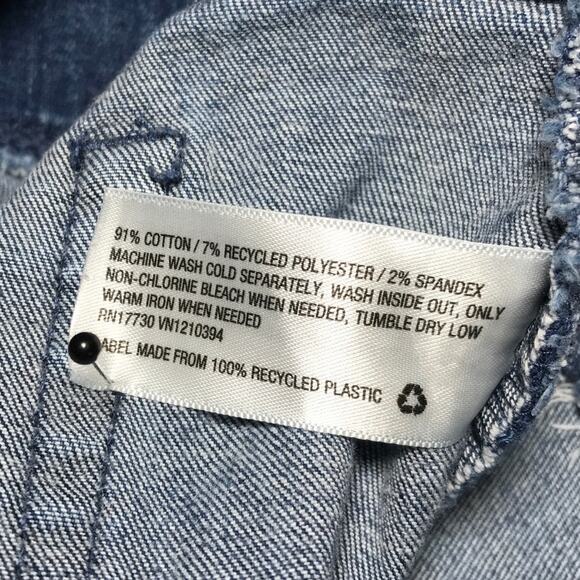 91% COTTON / 7% RECYCLED POLYESTER / 2% SPANDEX
MACHINE WASH COLD SEPARATELY, WASH INSIDE OUT, ONLY
NON-CHLORINE BLEACH WHEN NEEDED, TUMBLE DRY LOW
WARM IRON WHEN NEEDED
RN17730 VN1210394
ABEL MADE FROM 100% RECYCLED PLASTIC